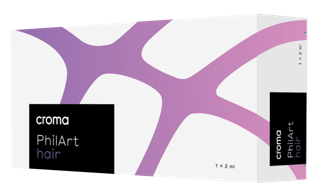 croma
PhilArt
hair
1 × 2 ml
croma
PhilArt
hair
1 × 2 ml